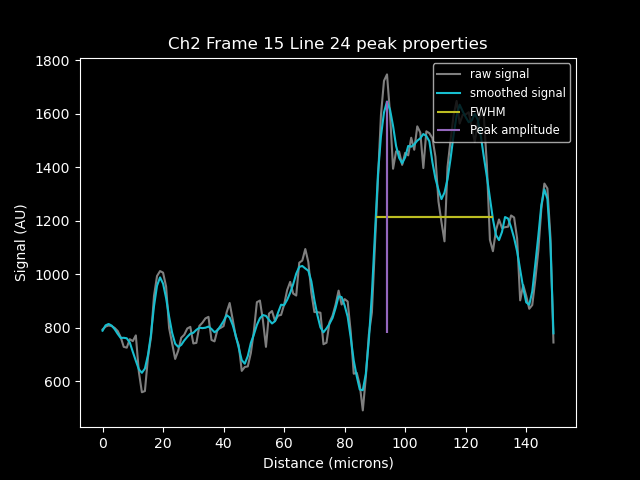 Ch2 Frame 15 Line 24 peak properties
raw signal
smoothed signal
FWHM
Peak amplitude
Signal (AU)
1800
1600
1400
1200
1000
800
600
0 20 40 60 80 100 120 140
Distance (microns)